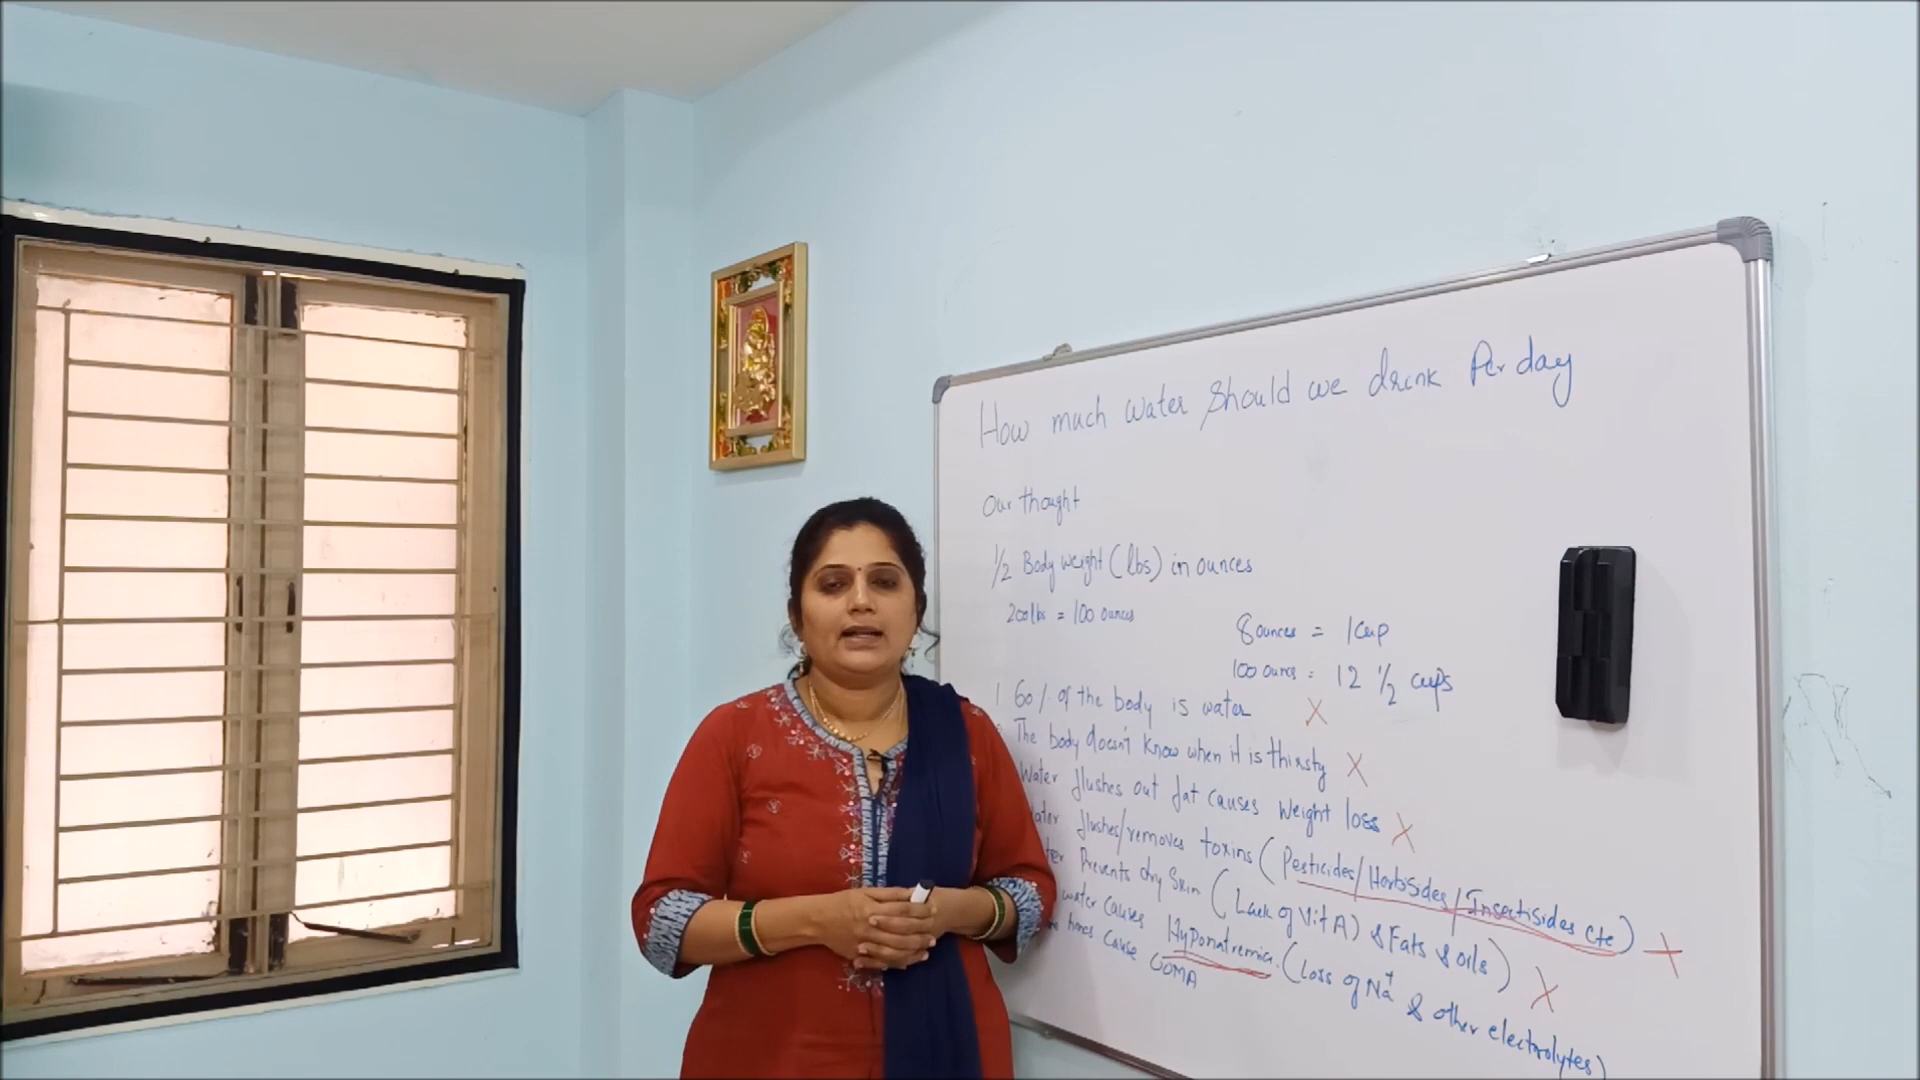 How much water should we drink Per day
Our thought
1/2 Body weight (lbs) in ounces
200lbs = 100 ounces
8 ounces = 1 cup
100 ounces = 12 1/2 cups
1 60% of the body is water X
The body doesn't know when it is thirsty X
Water flushes out fat causes weight loss X
flushes/removes toxins (Pesticides/Herbisides/Insectisides etc) X
Prevents dry skin (Lack of Vit A) & Fats & oils) X
water causes Hyponatremia. (Loss of Na+ & other electrolytes)
cause COMA